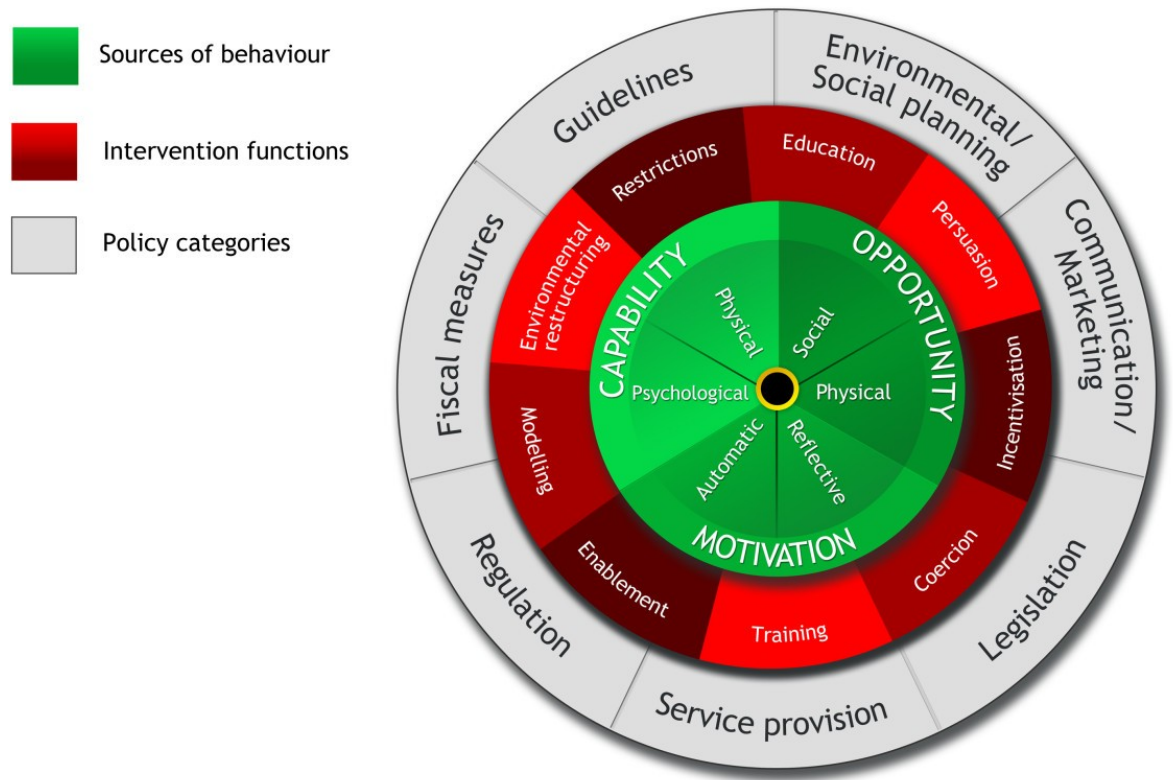 Sources of behaviour
Intervention functions
Policy categories
Guidelines
Environmental/
Social planning
Communication/
Marketing
Legislation
Service provision
Regulation
Fiscal measures
Restrictions
Education
Persuasion
Incentivisation
Coercion
Training
Enablement
Modelling
Environmental
restructuring
CAPABILITY
OPPORTUNITY
MOTIVATION
Physical
Social
Psychological
Physical
Automatic
Reflective